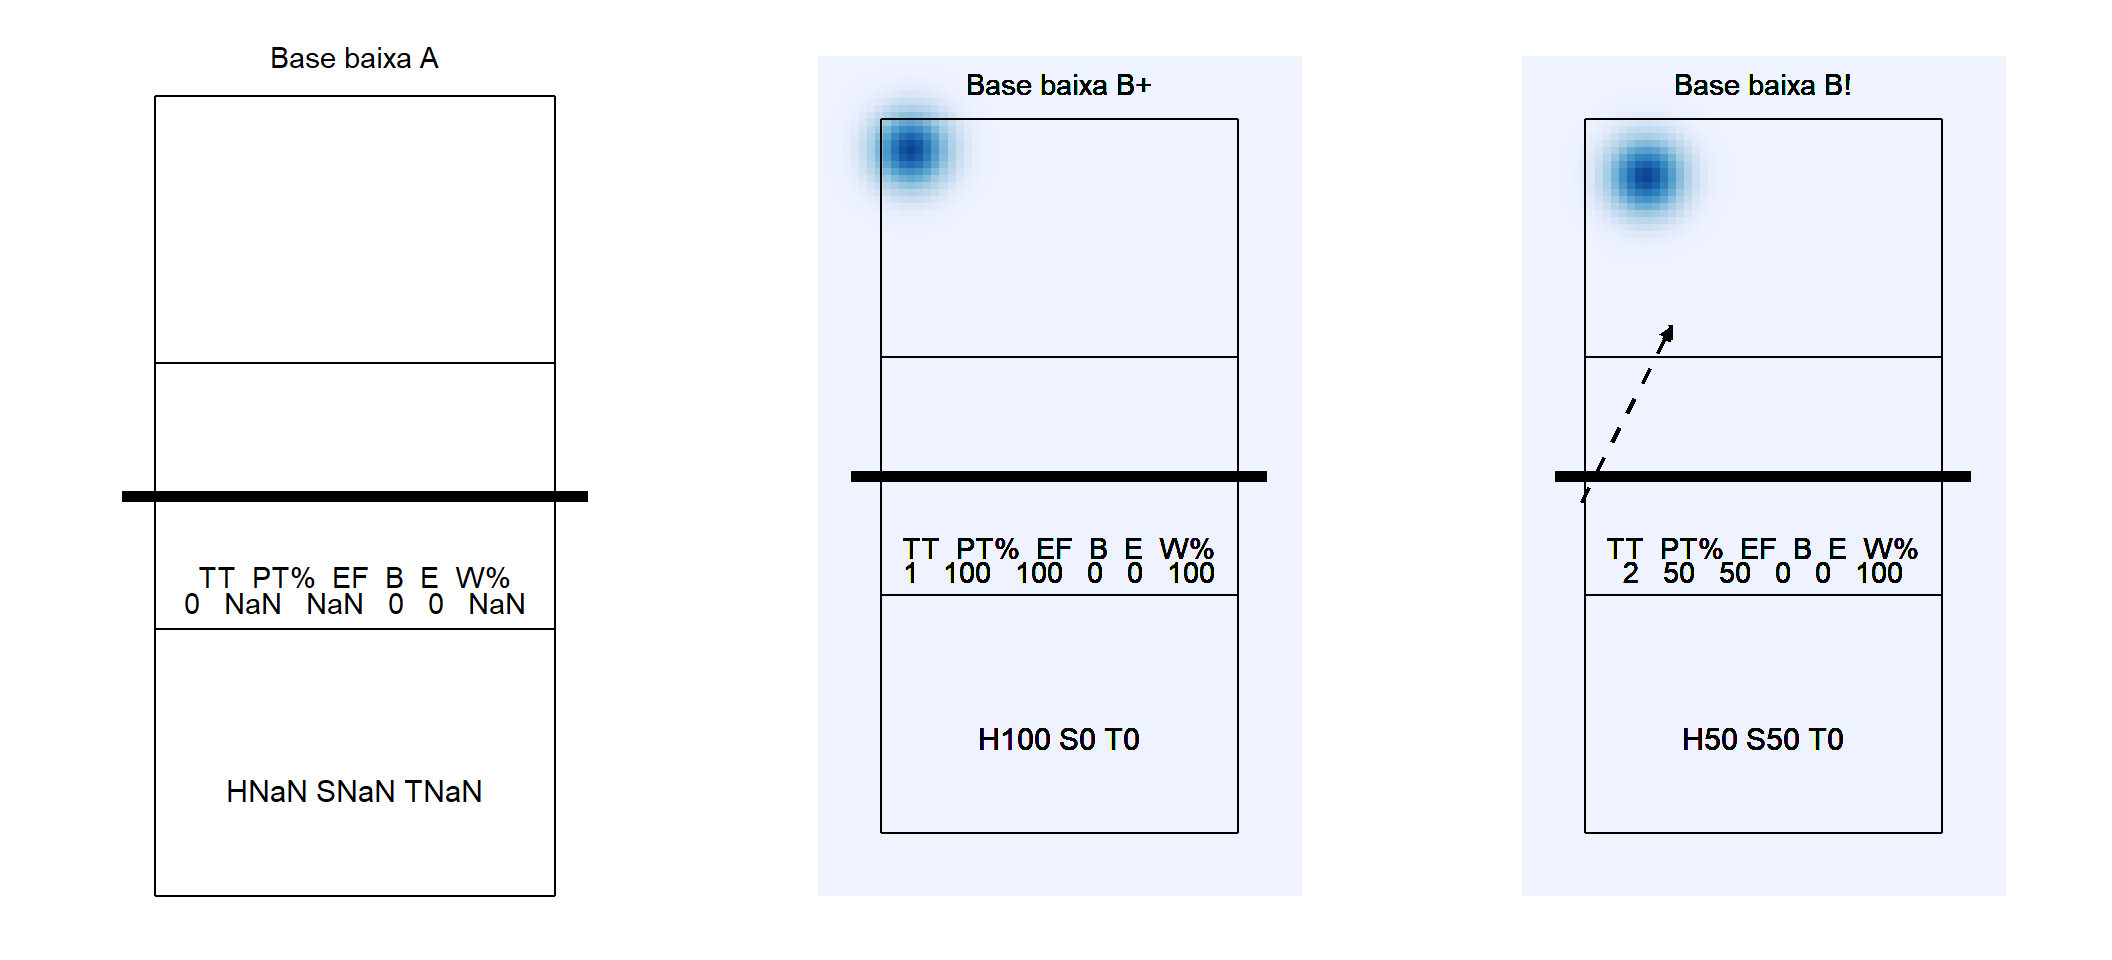 Base baixa A
TT PT% EF B E W%
0 NaN NaN 0 0 NaN
HNaN SNaN TNaN
Base baixa B+
TT PT% EF B E W%
1 100 100 0 0 100
H100 S0 T0
Base baixa B!
TT PT% EF B E W%
2 50 50 0 0 100
H50 S50 T0